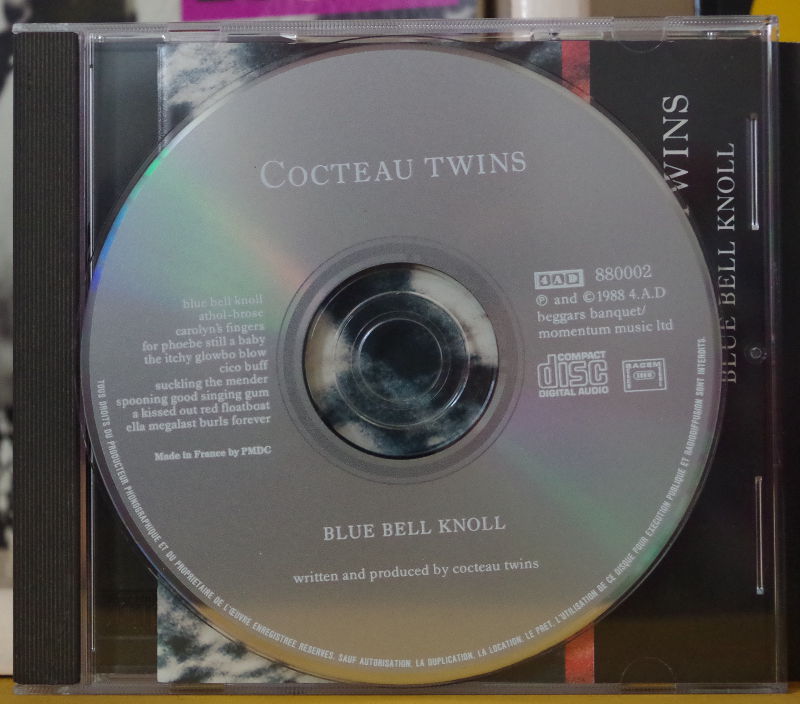 COCTEAU TWINS
4AD 880002
℗ and © 1988 4.A.D
beggars banquet/
momentum music ltd
COMPACT
disc
DIGITAL AUDIO
SACEM
blue bell knoll
athol-brose
carolyn's fingers
for phoebe still a baby
the itchy glowbo blow
cico buff
suckling the mender
spooning good singing gum
a kissed out red floatboat
ella megalast burls forever
Made in France by PMDC
BLUE BELL KNOLL
written and produced by cocteau twins
TOUS DROITS DU PRODUCTEUR PHONOGRAPHIQUE ET DU PROPRIETAIRE DE L'ŒUVRE ENREGISTREE RESERVES. SAUF AUTORISATION, LA DUPLICATION, LA LOCATION, LE PRET, L'UTILISATION DE CE DISQUE POUR EXECUTION PUBLIQUE ET RADIODIFFUSION SONT INTERDITS.
WINS
BLUE BELL KNOLL